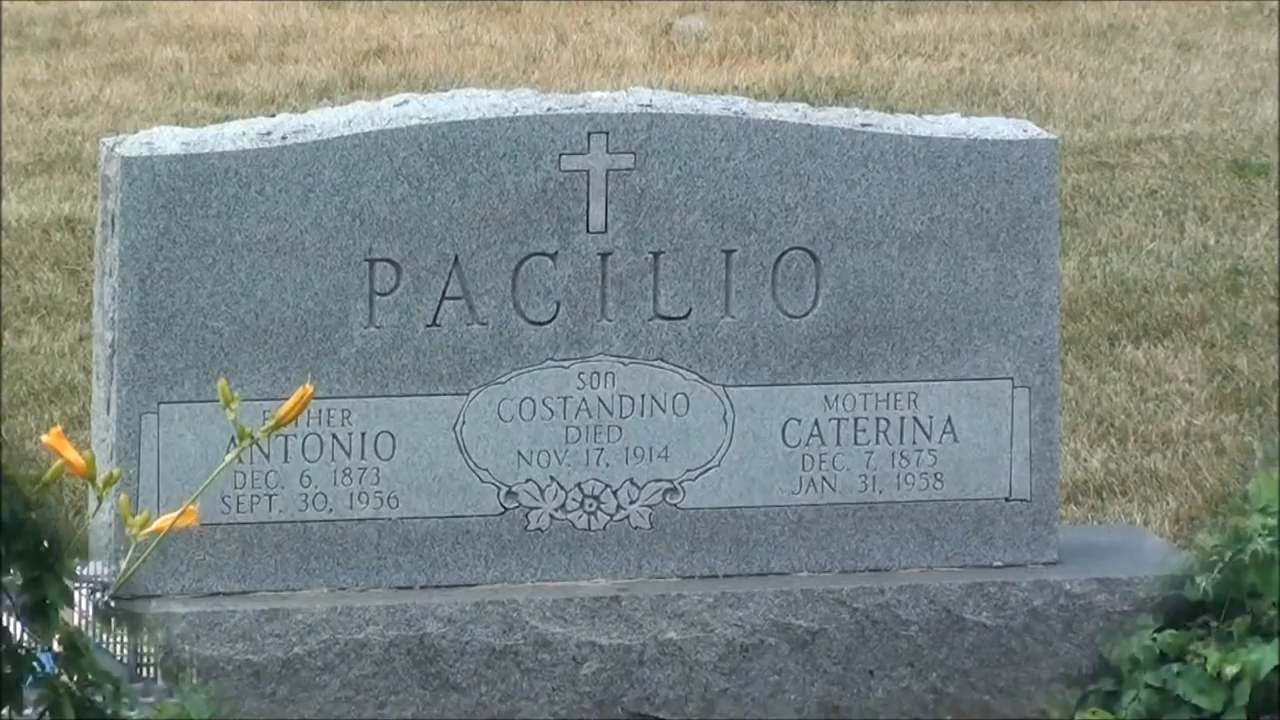 PACILIO
FATHER
ANTONIO
DEC. 6, 1873
SEPT. 30, 1956
SON
COSTANDINO
DIED
NOV. 17, 1914
MOTHER
CATERINA
DEC. 7, 1875
JAN. 31, 1958